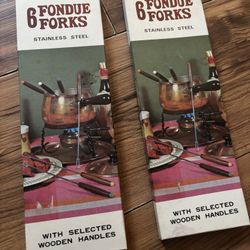 6 FONDUE
FORKS
STAINLESS STEEL
WITH SELECTED
WOODEN HANDLES
6 FONDUE
FORKS
STAINLESS STEEL
WITH SELECTED
WOODEN HANDLES